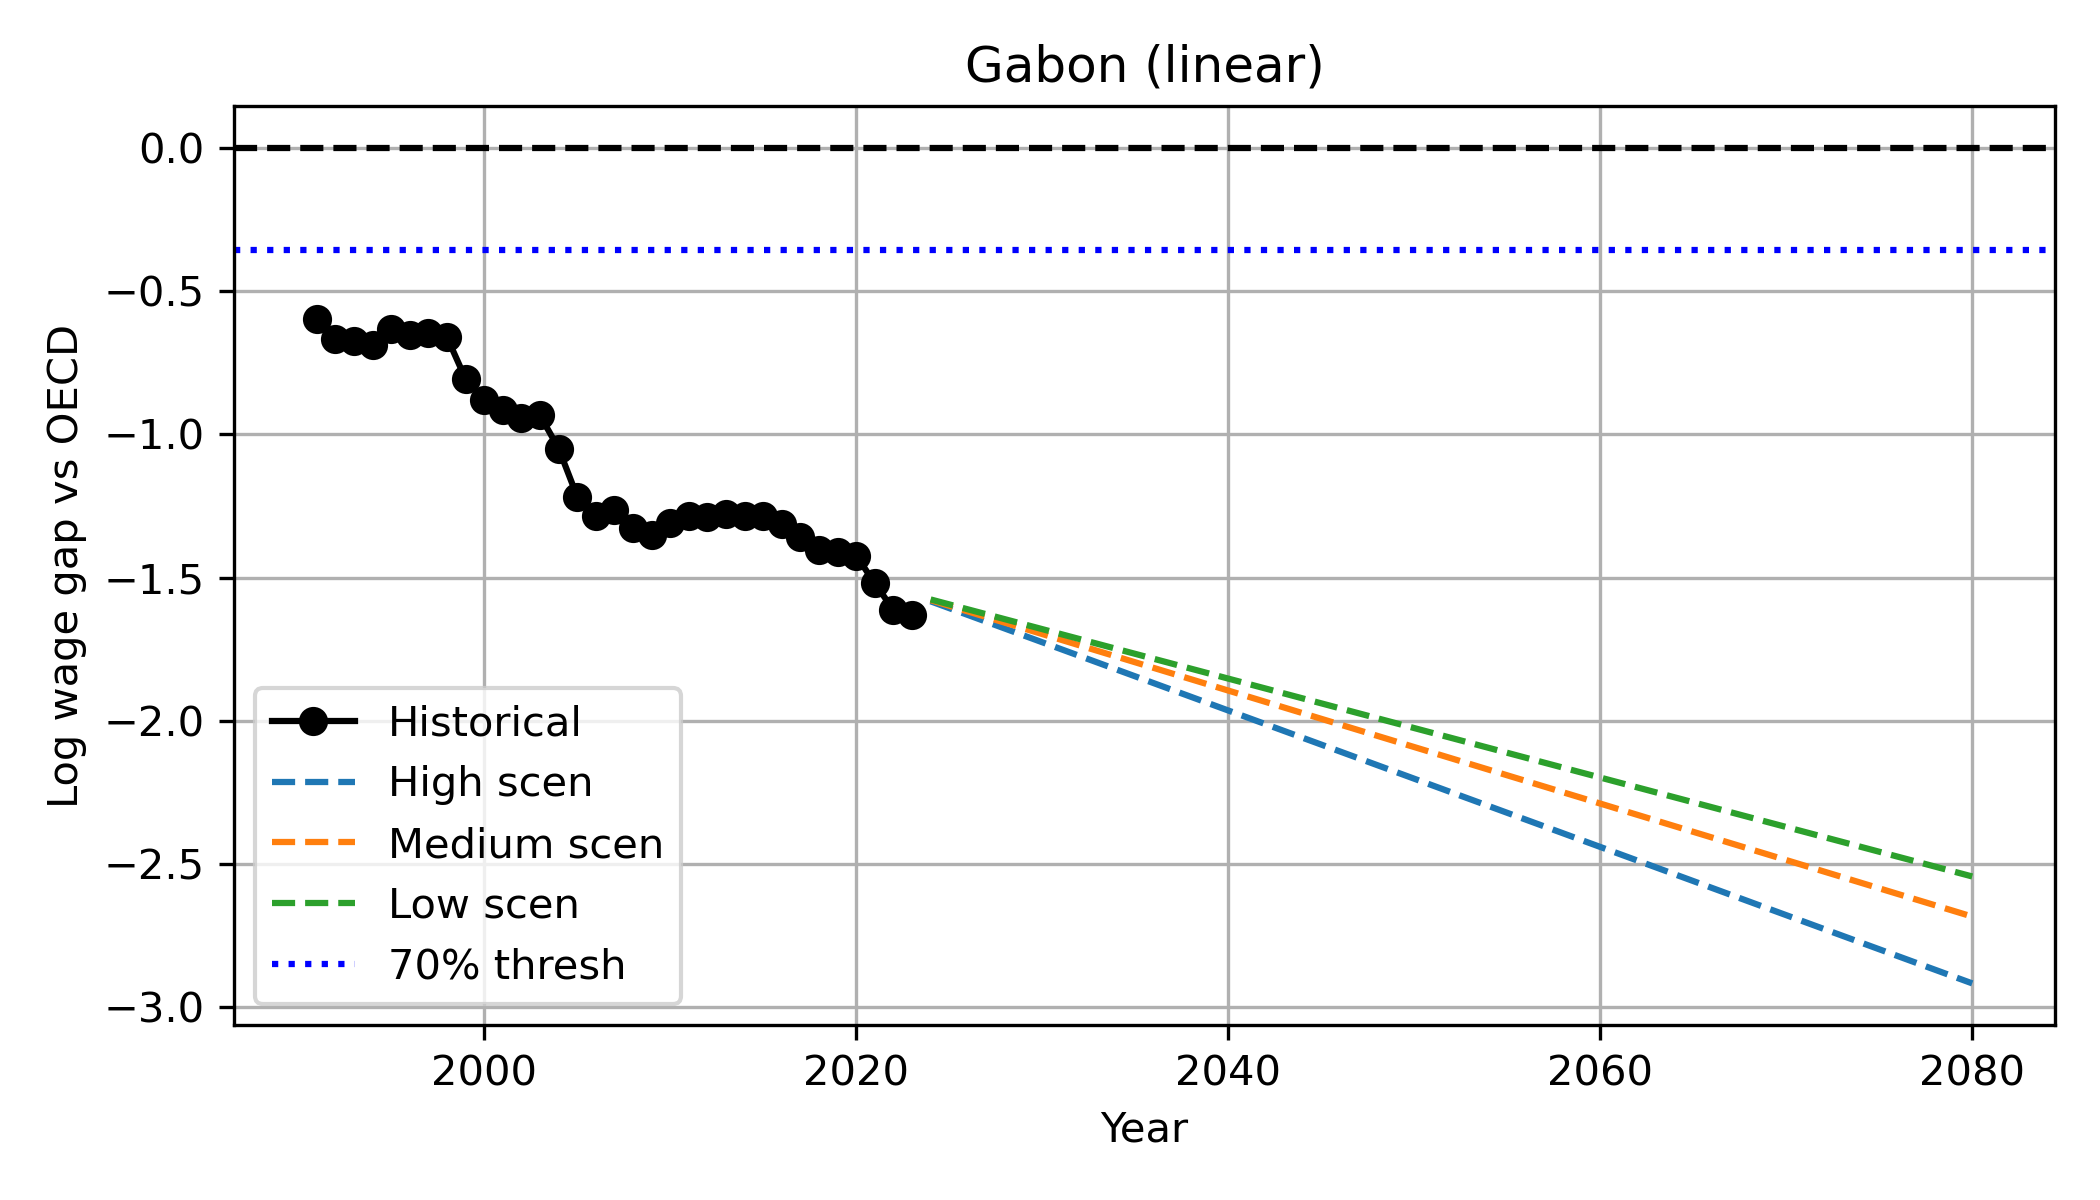 Gabon (linear)
Log wage gap vs OECD
0.0
−0.5
−1.0
−1.5
−2.0
−2.5
−3.0
Historical
High scen
Medium scen
Low scen
70% thresh
2000 2020 2040 2060 2080
Year